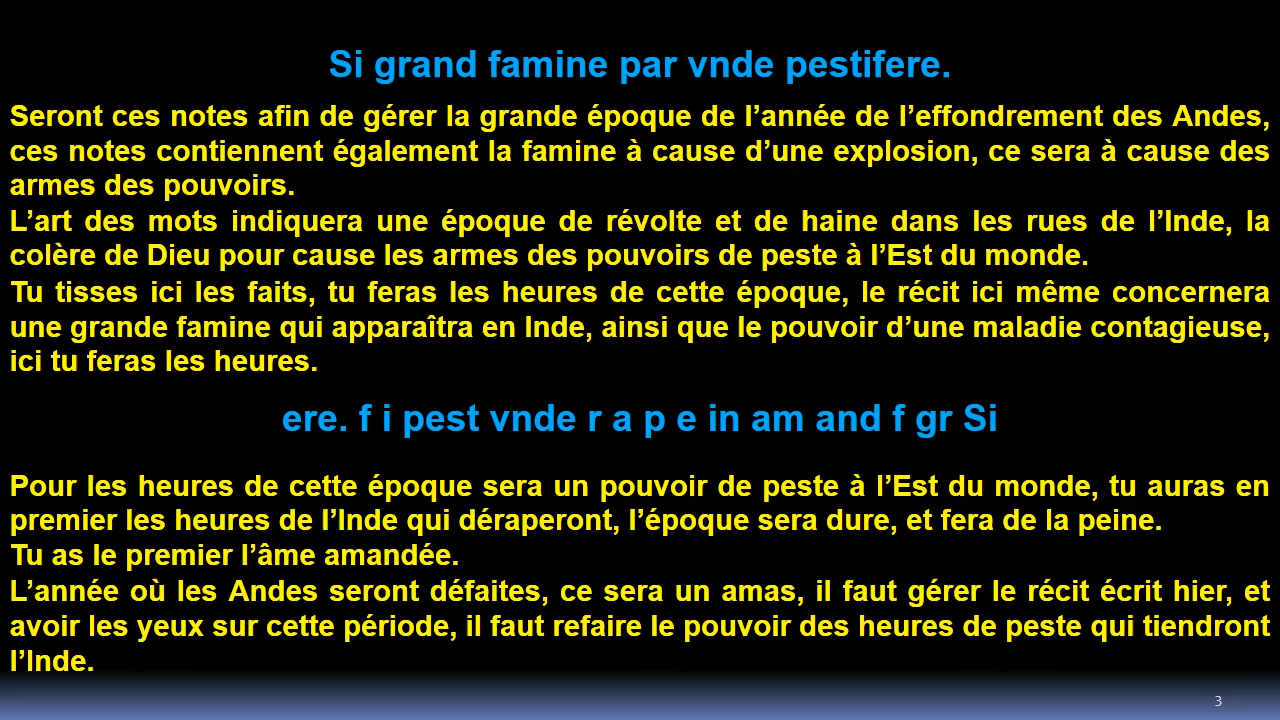 Si grand famine par vnde pestifere.
Seront ces notes afin de gérer la grande époque de l’année de l’effondrement des Andes,
ces notes contiennent également la famine à cause d’une explosion, ce sera à cause des
armes des pouvoirs.
L’art des mots indiquera une époque de révolte et de haine dans les rues de l’Inde, la
colère de Dieu pour cause les armes des pouvoirs de peste à l’Est du monde.
Tu tisses ici les faits, tu feras les heures de cette époque, le récit ici même concernera
une grande famine qui apparaîtra en Inde, ainsi que le pouvoir d’une maladie contagieuse,
ici tu feras les heures.
ere. f i pest vnde r a p e in am and f gr Si
Pour les heures de cette époque sera un pouvoir de peste à l’Est du monde, tu auras en
premier les heures de l’Inde qui déraperont, l’époque sera dure, et fera de la peine.
Tu as le premier l’âme amandée.
L’année où les Andes seront défaites, ce sera un amas, il faut gérer le récit écrit hier, et
avoir les yeux sur cette période, il faut refaire le pouvoir des heures de peste qui tiendront
l’Inde.
3